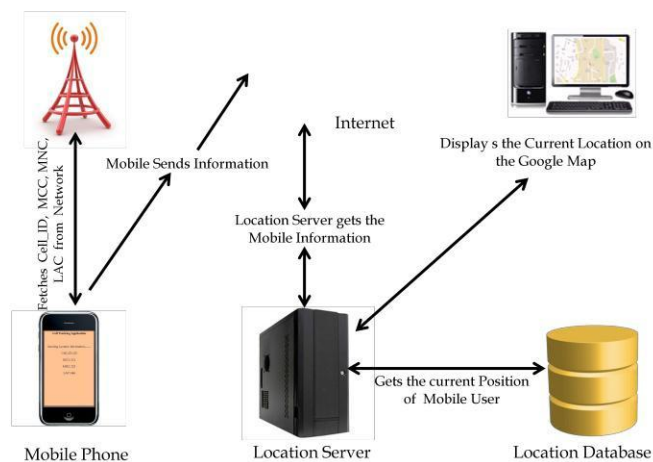 Internet
Display s the Current Location on
the Google Map
Mobile Sends Information
Fetches Cell_ID, MCC, MNC,
LAC from Network
Location Server gets the
Mobile Information
Gets the current Position
of Mobile User
Mobile Phone
Location Server
Location Database